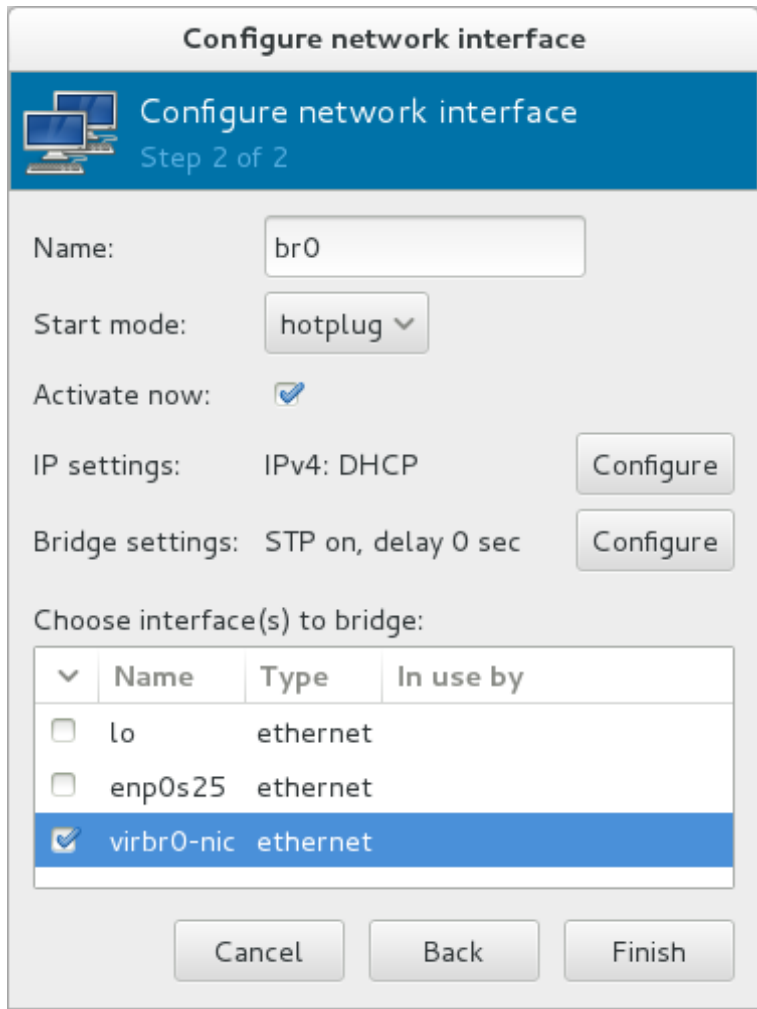 Configure network interface
Configure network interface
Step 2 of 2
Name: br0
Start mode: hotplug
Activate now:
IP settings: IPv4: DHCP Configure
Bridge settings: STP on, delay 0 sec Configure
Choose interface(s) to bridge:
Name Type In use by
lo ethernet
enp0s25 ethernet
virbr0-nic ethernet
Cancel Back Finish